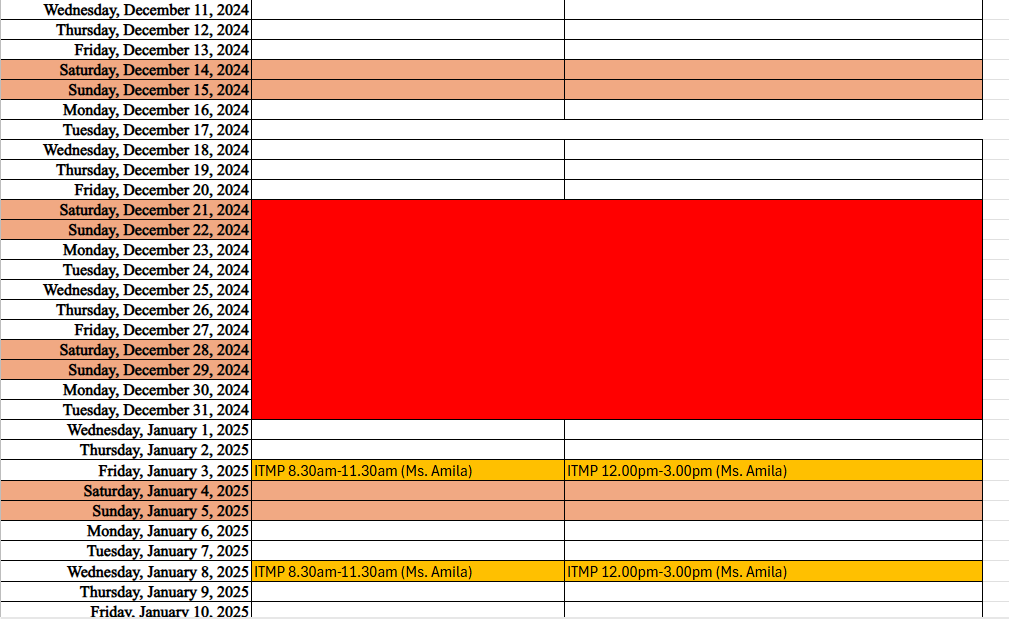 Wednesday, December 11, 2024
Thursday, December 12, 2024
Friday, December 13, 2024
Saturday, December 14, 2024
Sunday, December 15, 2024
Monday, December 16, 2024
Tuesday, December 17, 2024
Wednesday, December 18, 2024
Thursday, December 19, 2024
Friday, December 20, 2024
Saturday, December 21, 2024
Sunday, December 22, 2024
Monday, December 23, 2024
Tuesday, December 24, 2024
Wednesday, December 25, 2024
Thursday, December 26, 2024
Friday, December 27, 2024
Saturday, December 28, 2024
Sunday, December 29, 2024
Monday, December 30, 2024
Tuesday, December 31, 2024
Wednesday, January 1, 2025
Thursday, January 2, 2025
Friday, January 3, 2025 ITMP 8.30am-11.30am (Ms. Amila) ITMP 12.00pm-3.00pm (Ms. Amila)
Saturday, January 4, 2025
Sunday, January 5, 2025
Monday, January 6, 2025
Tuesday, January 7, 2025
Wednesday, January 8, 2025 ITMP 8.30am-11.30am (Ms. Amila) ITMP 12.00pm-3.00pm (Ms. Amila)
Thursday, January 9, 2025
Friday, January 10, 2025